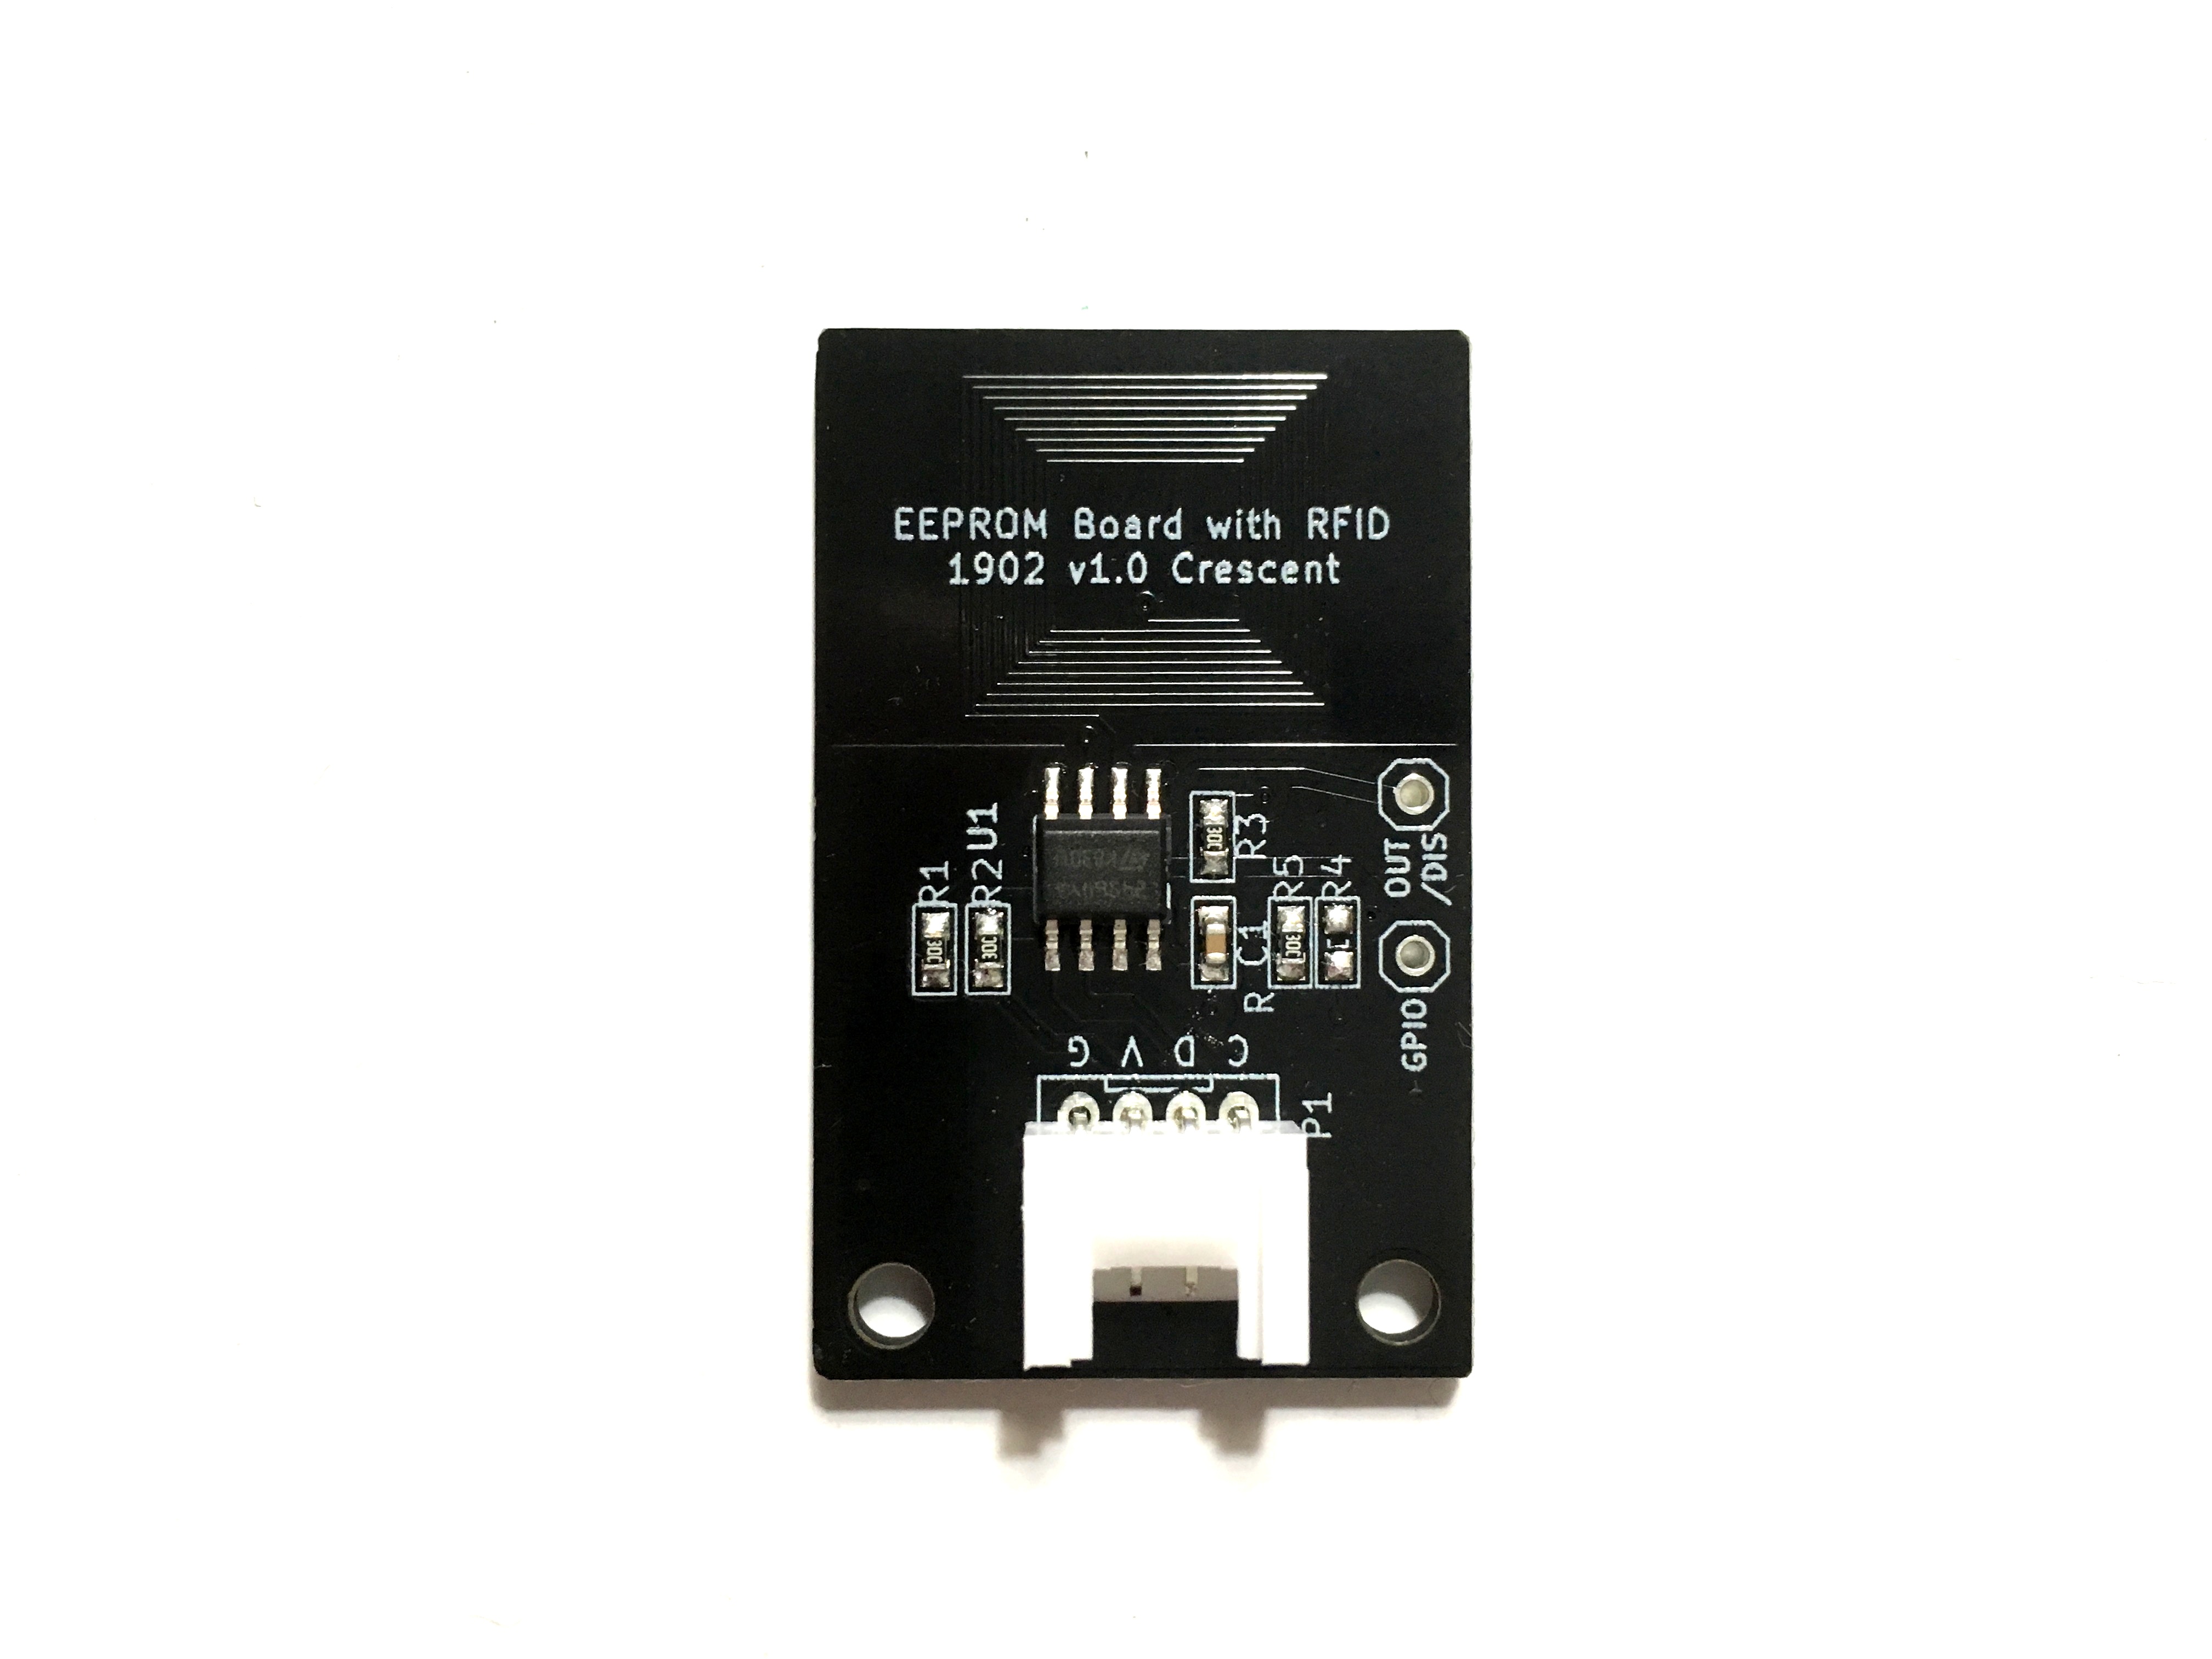 R1
R2
U1
G
V
D
C
P1
R
C1
R3
R5
R4
GPIO
OUT
/DIS
EEPROM Board with RFID
1902 v1.0 Crescent